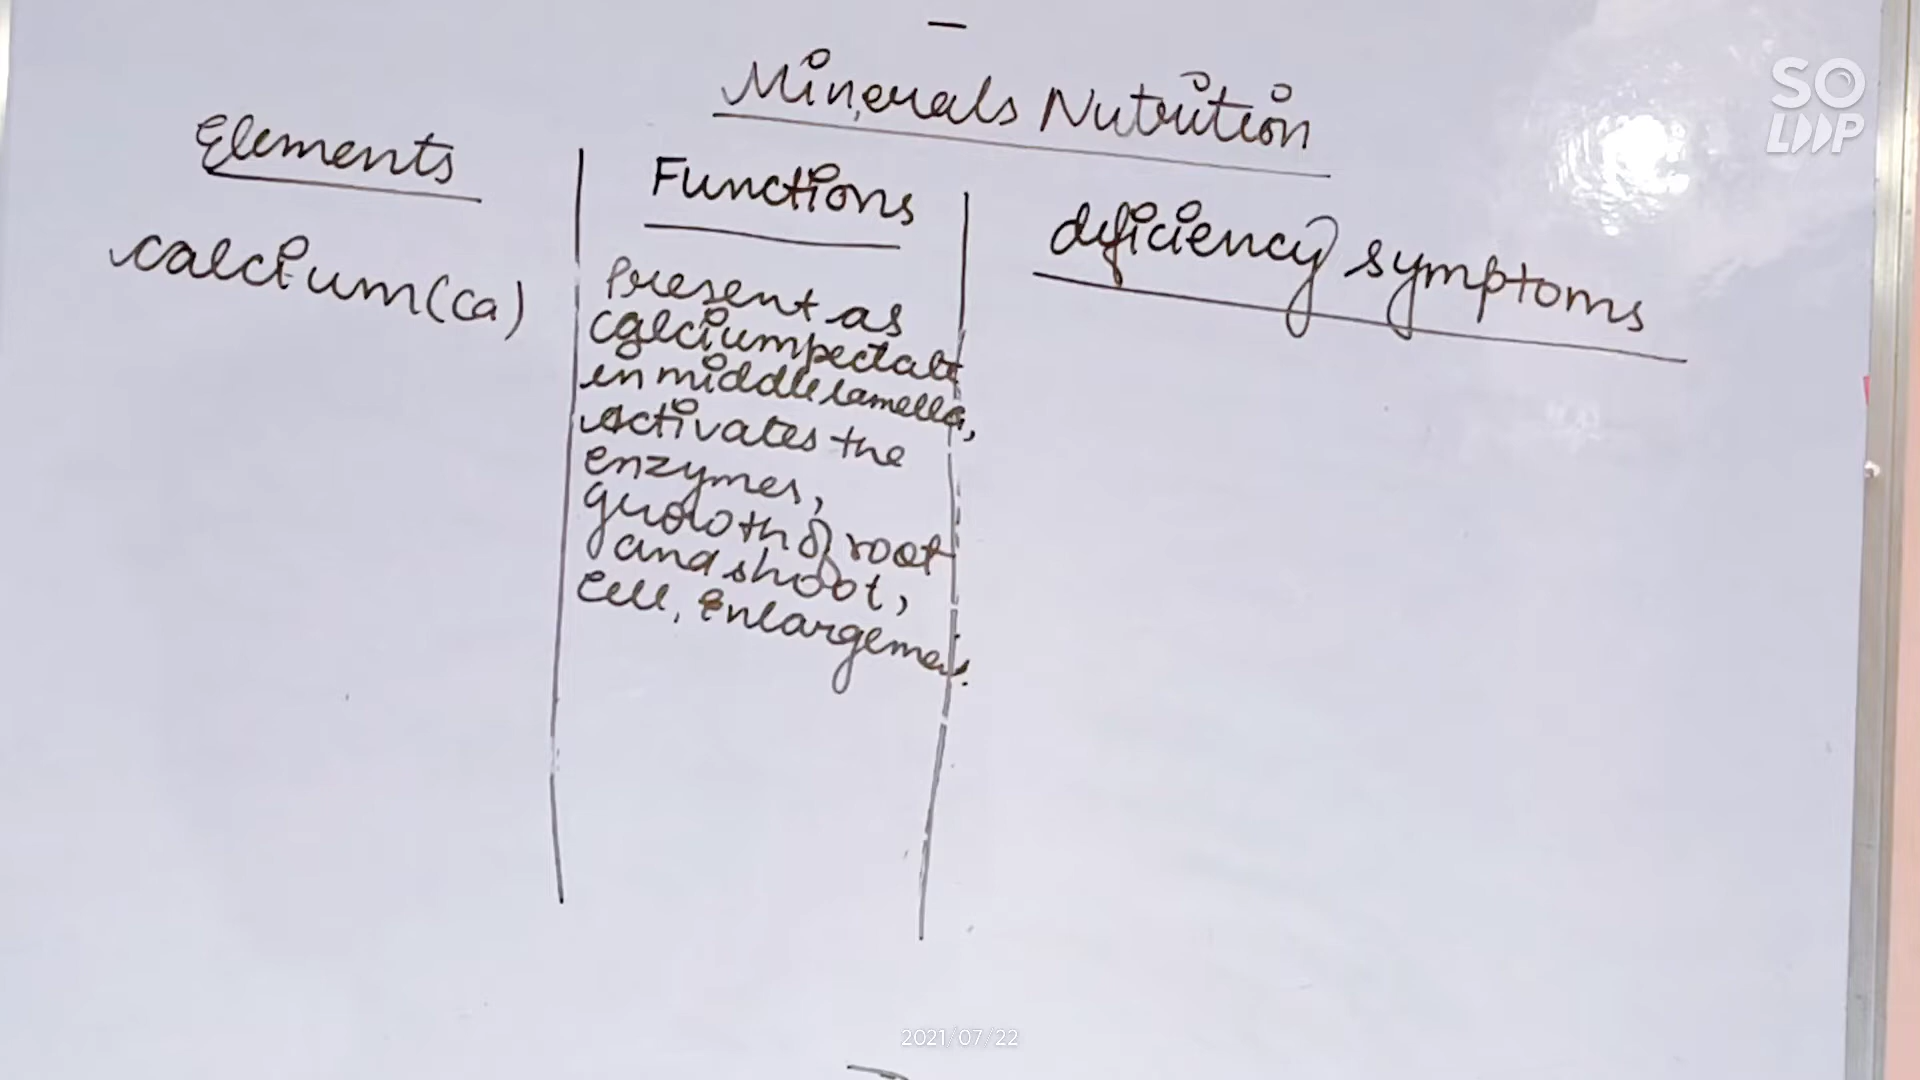 Minerals Nutrition
Elements
Functions
deficiency symptoms
calcium (ca)
Present as
calciumpectate
in middle lamella,
Activates the
enzymes,
growth of root
and shoot,
Cell, Enlargement.
SO
LOOP
2021/07/22